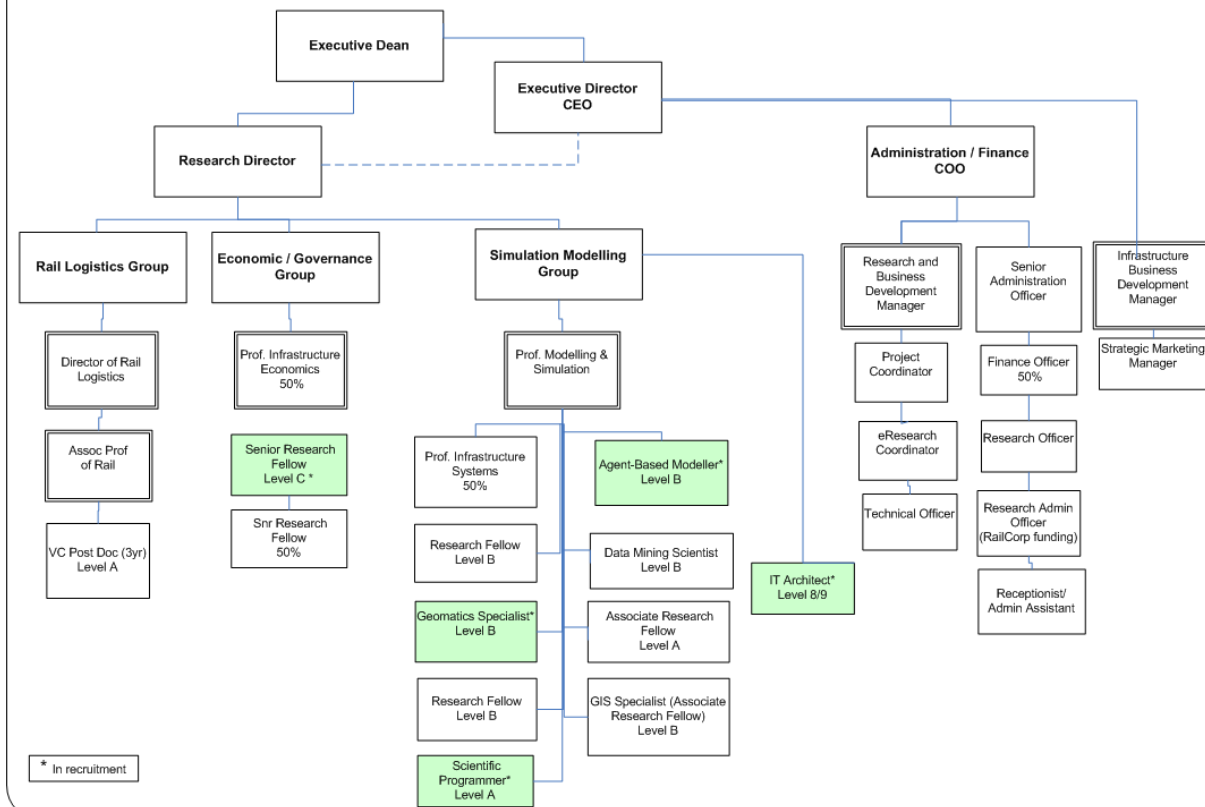 Executive Dean
Executive Director
CEO
Research Director
Administration / Finance
COO
Rail Logistics Group
Economic / Governance
Group
Simulation Modelling
Group
Research and
Business
Development
Manager
Senior
Administration
Officer
Infrastructure
Business
Development
Manager
Director of Rail
Logistics
Prof. Infrastructure
Economics
50%
Prof. Modelling &
Simulation
Project
Coordinator
Finance Officer
50%
Strategic Marketing
Manager
Assoc Prof
of Rail
Senior Research
Fellow
Level C *
Prof. Infrastructure
Systems
50%
Agent-Based Modeller*
Level B
eResearch
Coordinator
Research Officer
VC Post Doc (3yr)
Level A
Snr Research
Fellow
50%
Research Fellow
Level B
Data Mining Scientist
Level B
IT Architect*
Level 8/9
Technical Officer
Research Admin
Officer
(RailCorp funding)
Receptionist/
Admin Assistant
Geomatics Specialist*
Level B
Associate Research
Fellow
Level A
Research Fellow
Level B
GIS Specialist (Associate
Research Fellow)
Level B
Scientific
Programmer*
Level A
* In recruitment